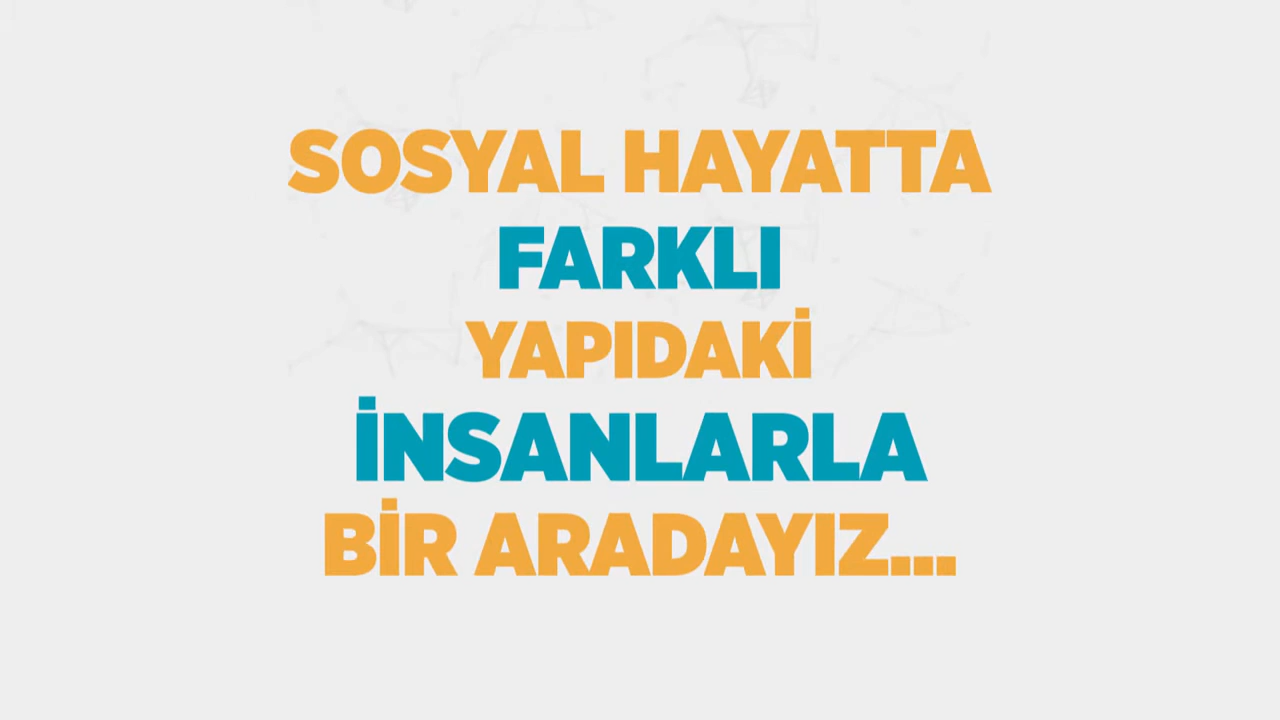 SOSYAL HAYATTA
FARKLI
YAPIDAKİ
İNSANLARLA
BİR ARADAYIZ...